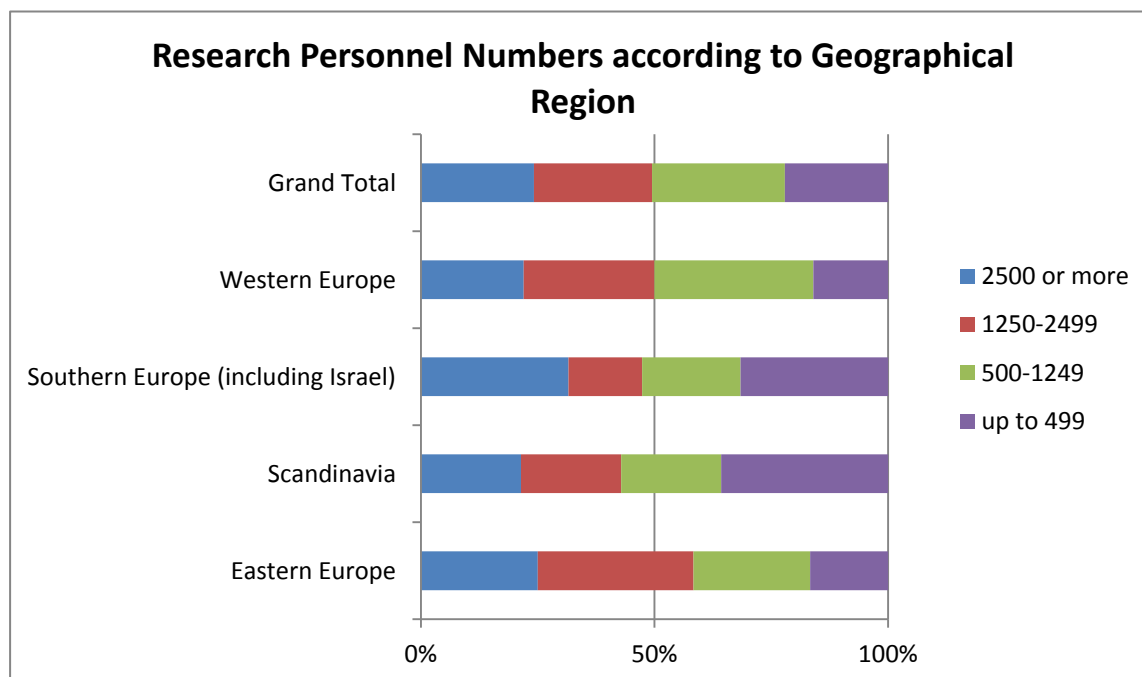 Research Personnel Numbers according to Geographical
Region
Grand Total
Western Europe
Southern Europe (including Israel)
Scandinavia
Eastern Europe
0%
50%
100%
2500 or more
1250-2499
500-1249
up to 499